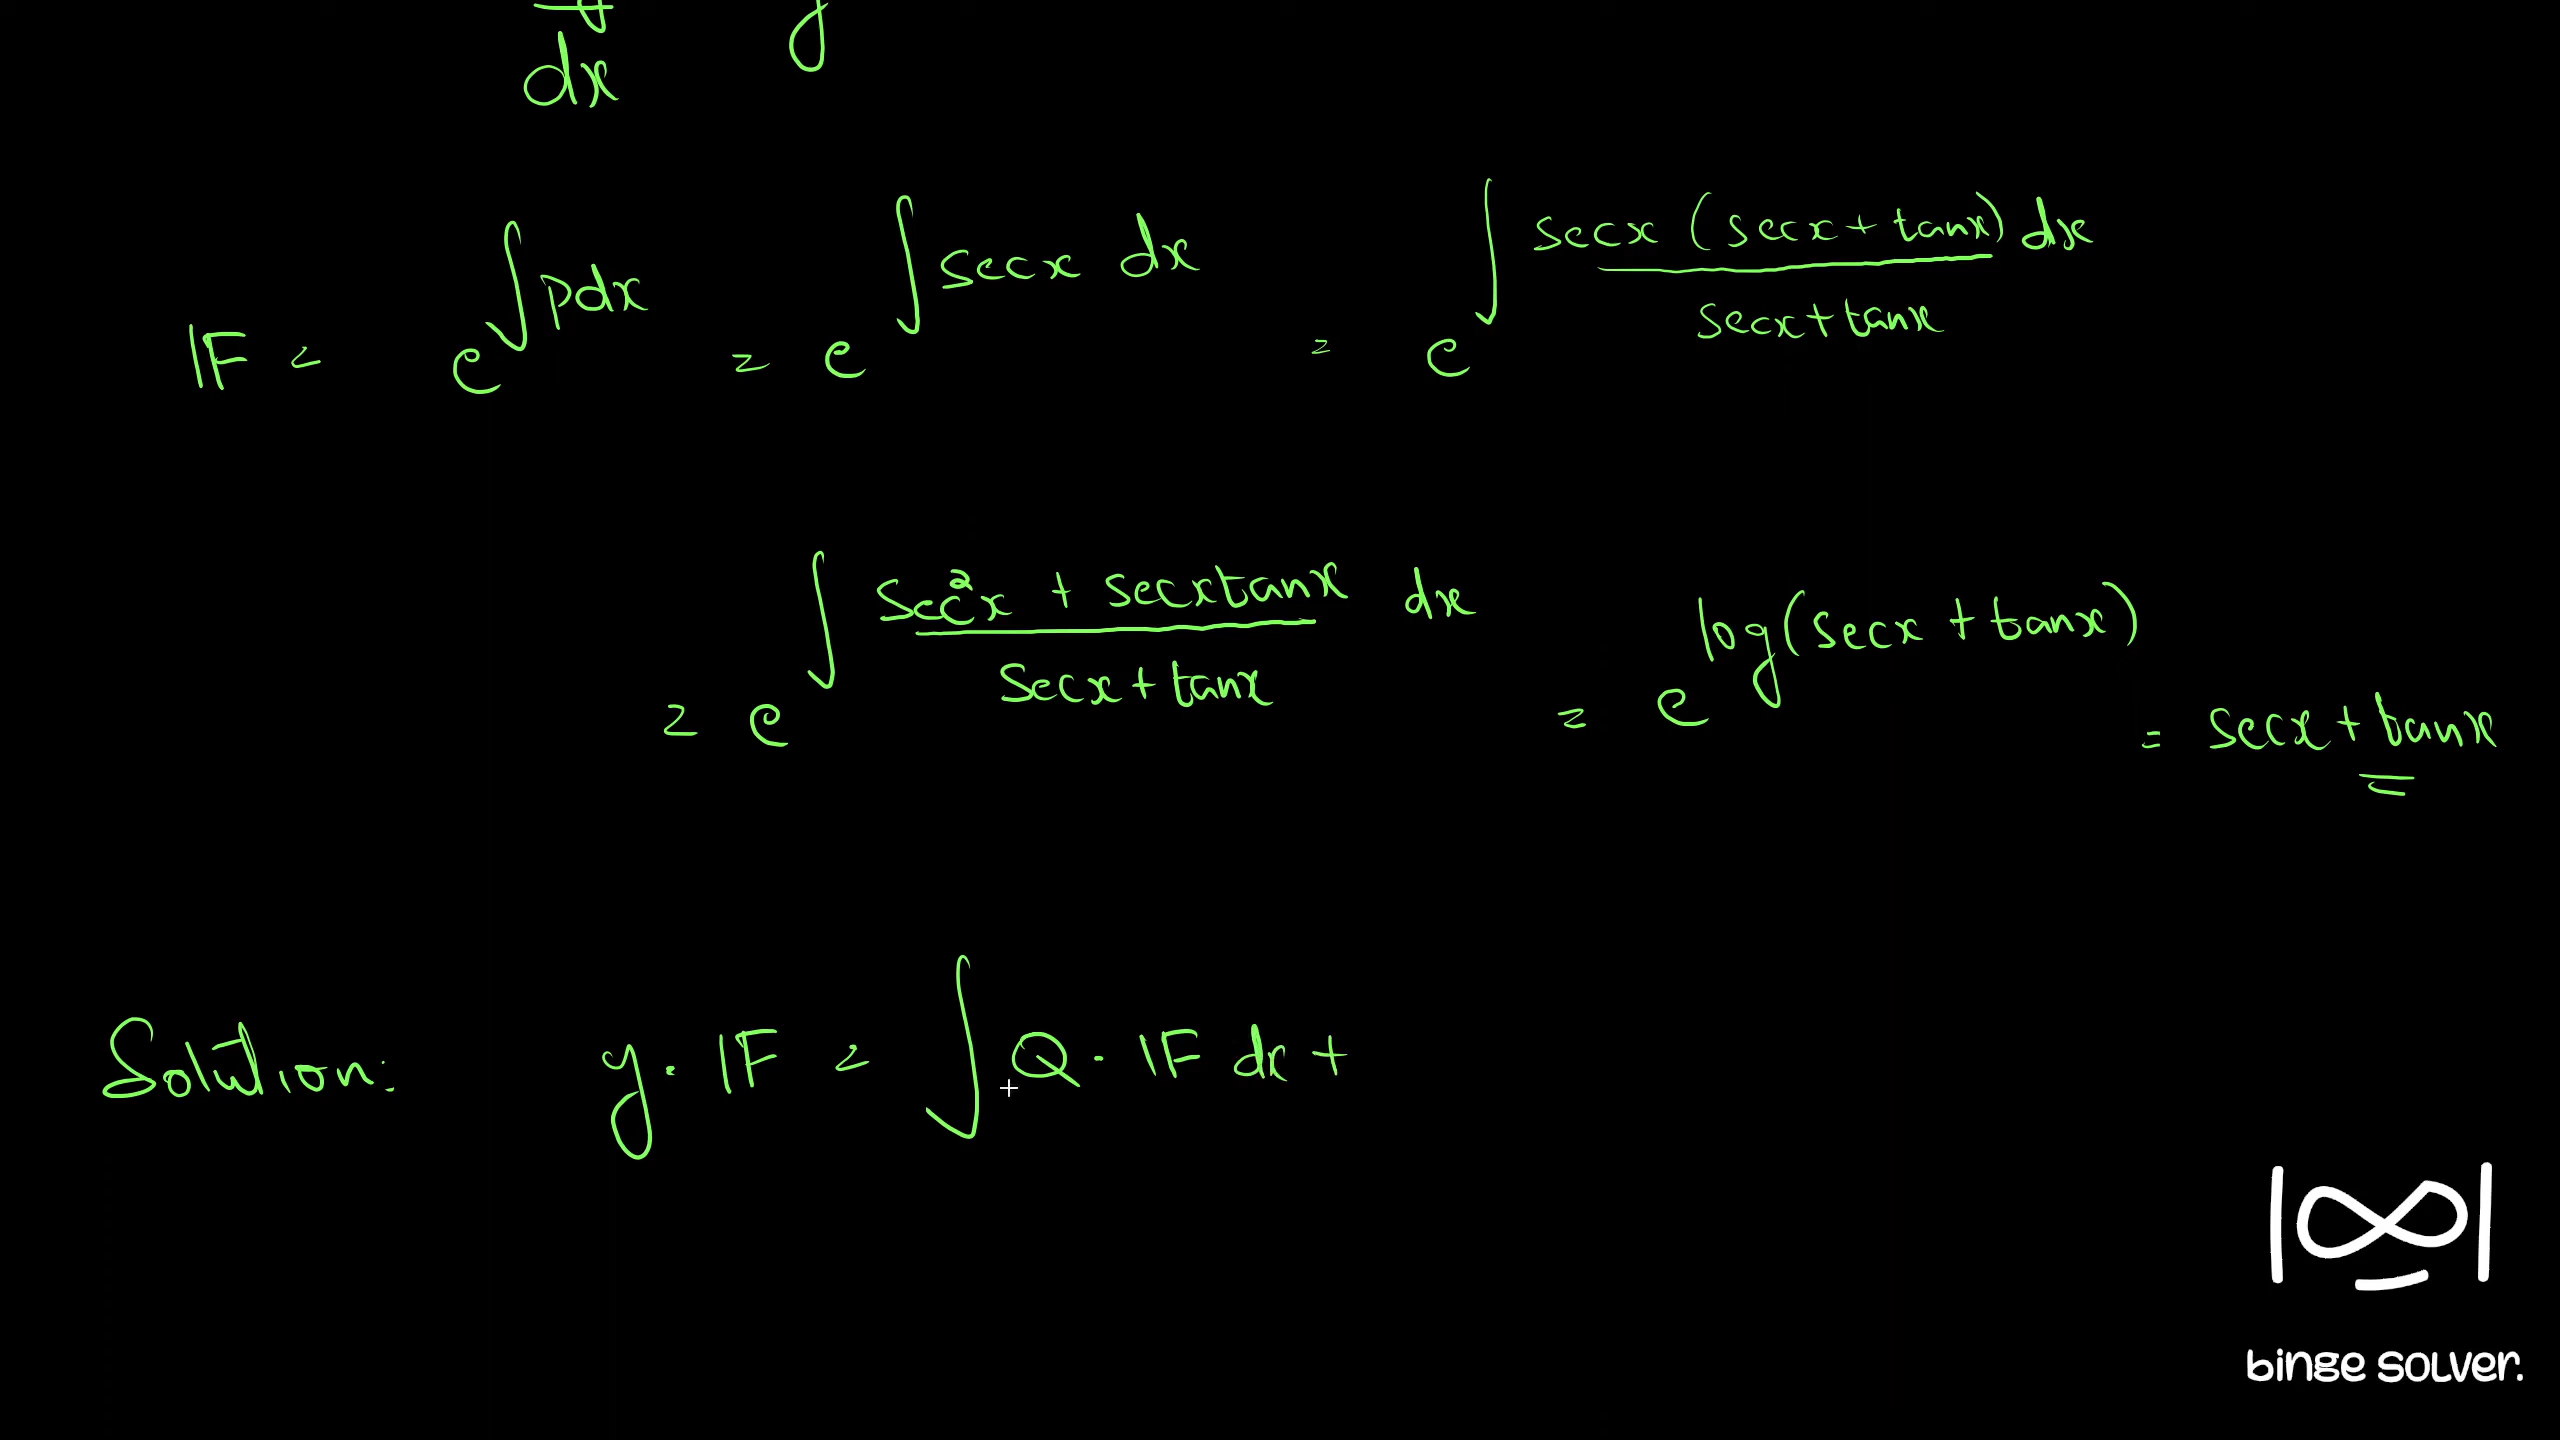 dx y
IF = e^∫pdx = e^∫secx dx = e^∫ secx (secx + tanx) dx / secx + tanx
= e^∫ sec²x + secxtanx dx / secx + tanx = e^log(secx + tanx) = secx + tanx
Solution: y . IF = ∫ Q . IF dx +
binge solver.